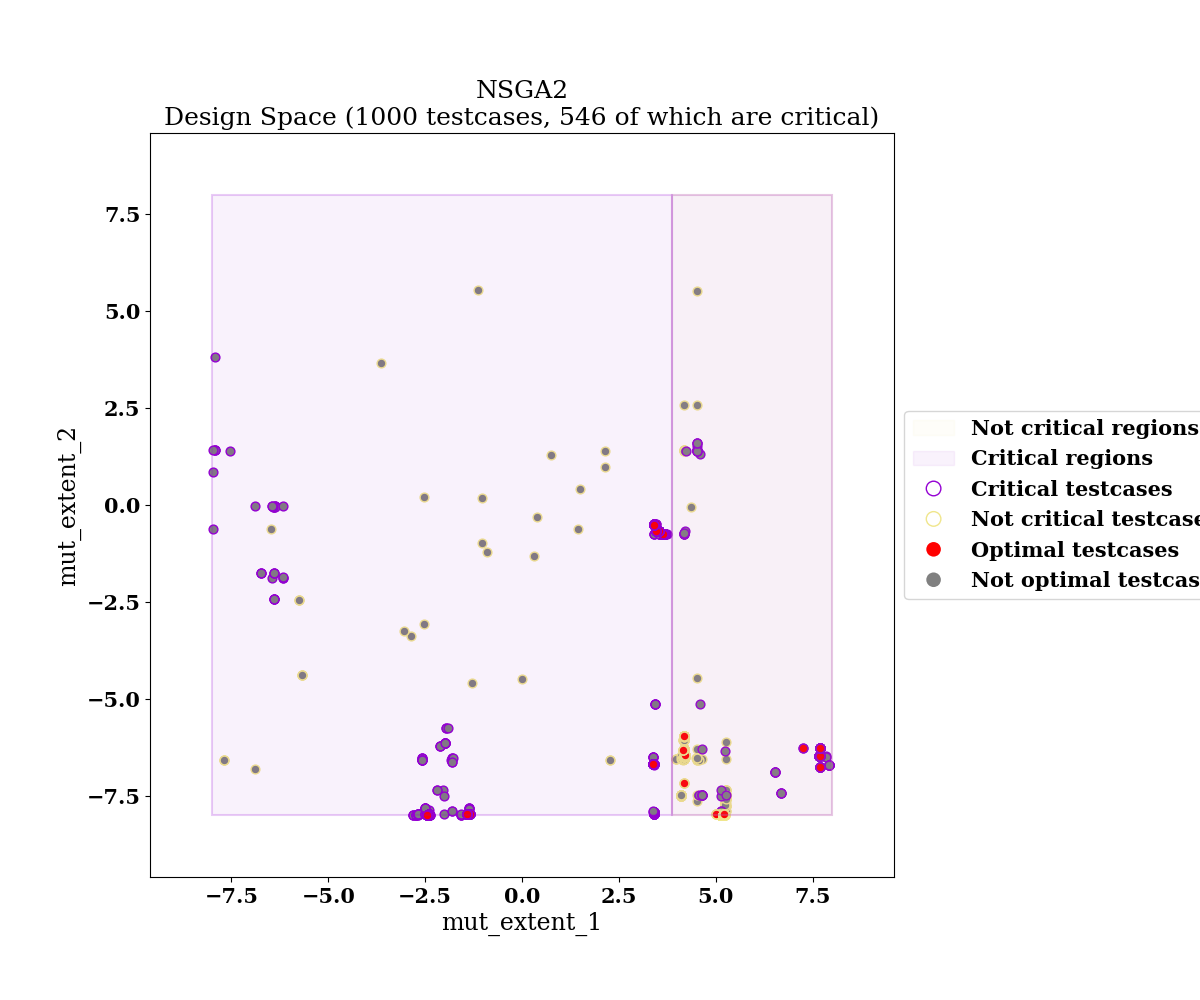 NSGA2
Design Space (1000 testcases, 546 of which are critical)
mut_extent_2
7.5
5.0
2.5
0.0
−2.5
−5.0
−7.5
−7.5 −5.0 −2.5 0.0 2.5 5.0 7.5
mut_extent_1
Not critical regions
Critical regions
Critical testcases
Not critical testcase
Optimal testcases
Not optimal testcas